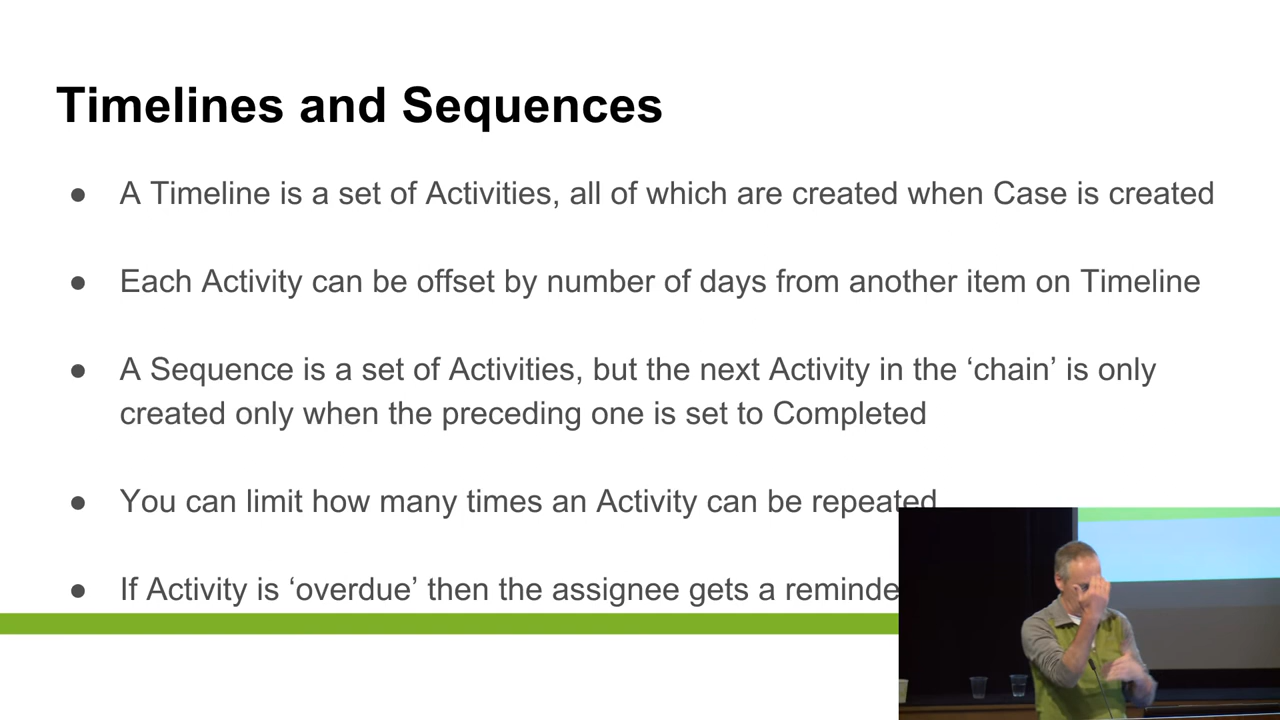 Timelines and Sequences
● A Timeline is a set of Activities, all of which are created when Case is created
● Each Activity can be offset by number of days from another item on Timeline
● A Sequence is a set of Activities, but the next Activity in the ‘chain’ is only
created only when the preceding one is set to Completed
● You can limit how many times an Activity can be repeated
● If Activity is ‘overdue’ then the assignee gets a